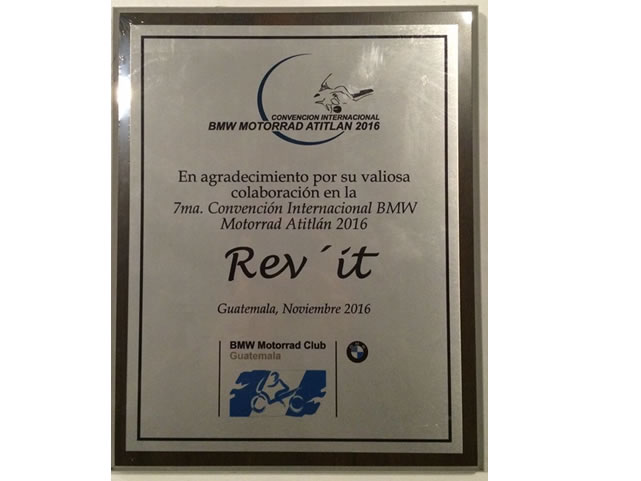 CONVENCION INTERNACIONAL
BMW MOTORRAD ATITLAN 2016
En agradecimiento por su valiosa
colaboración en la
7ma. Convención Internacional BMW
Motorrad Atitlán 2016
Rev´it
Guatemala, Noviembre 2016
BMW Motorrad Club
Guatemala